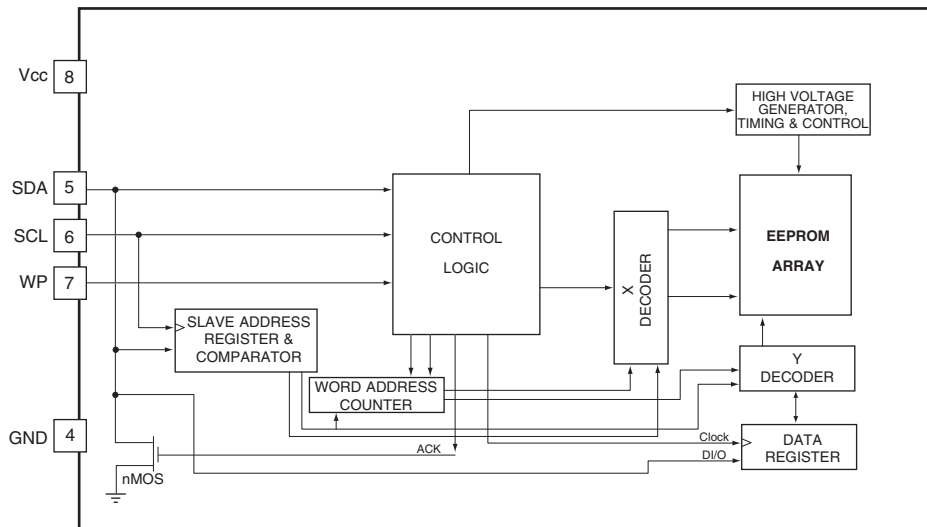 Vcc 8
HIGH VOLTAGE
GENERATOR,
TIMING & CONTROL
SDA 5
SCL 6
WP 7
CONTROL
LOGIC
X
DECODER
EEPROM
ARRAY
SLAVE ADDRESS
REGISTER &
COMPARATOR
WORD ADDRESS
COUNTER
Y
DECODER
GND 4
nMOS
ACK
Clock
DI/O
DATA
REGISTER